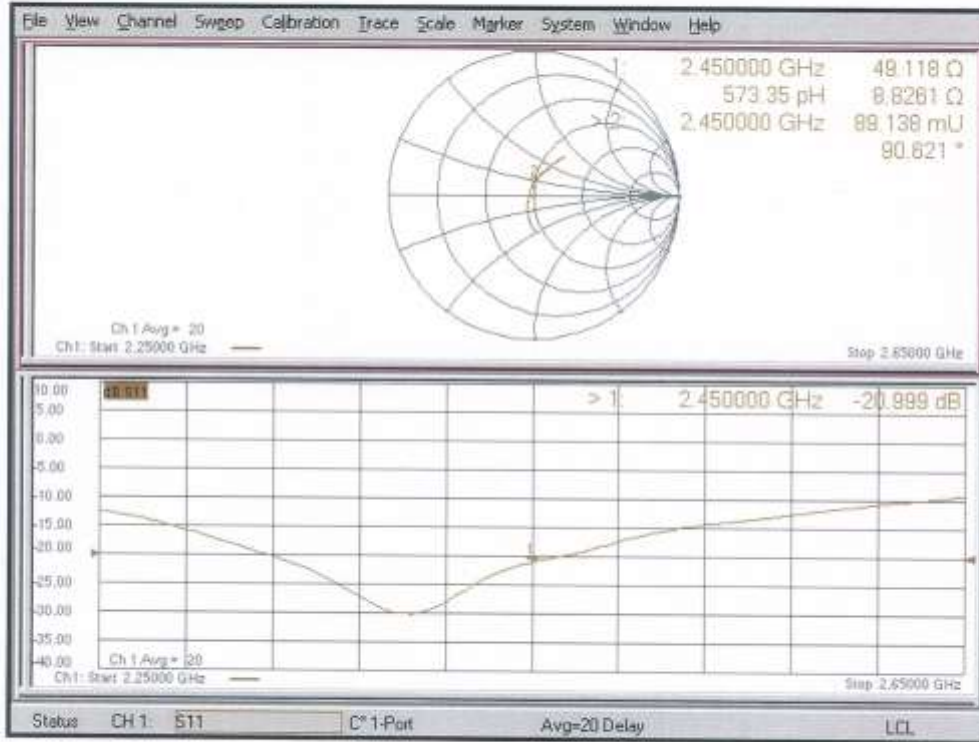 File View Channel Sweep Calibration Trace Scale Marker System Window Help
1: 2.450000 GHz 49.118 Ω
573.35 pH 8.8261 Ω
> 2: 2.450000 GHz 89.138 mU
90.621 °
Ch 1 Avg = 20
Ch1: Start 2.25000 GHz
Stop 2.65000 GHz
10.00 dB S11
> 1: 2.450000 GHz -20.999 dB
5.00
0.00
-5.00
-10.00
-15.00
-20.00
-25.00
-30.00
-35.00
-40.00
Ch 1 Avg = 20
Ch1: Start 2.25000 GHz
Stop 2.65000 GHz
Status CH 1: S11 C* 1-Port Avg=20 Delay LCL